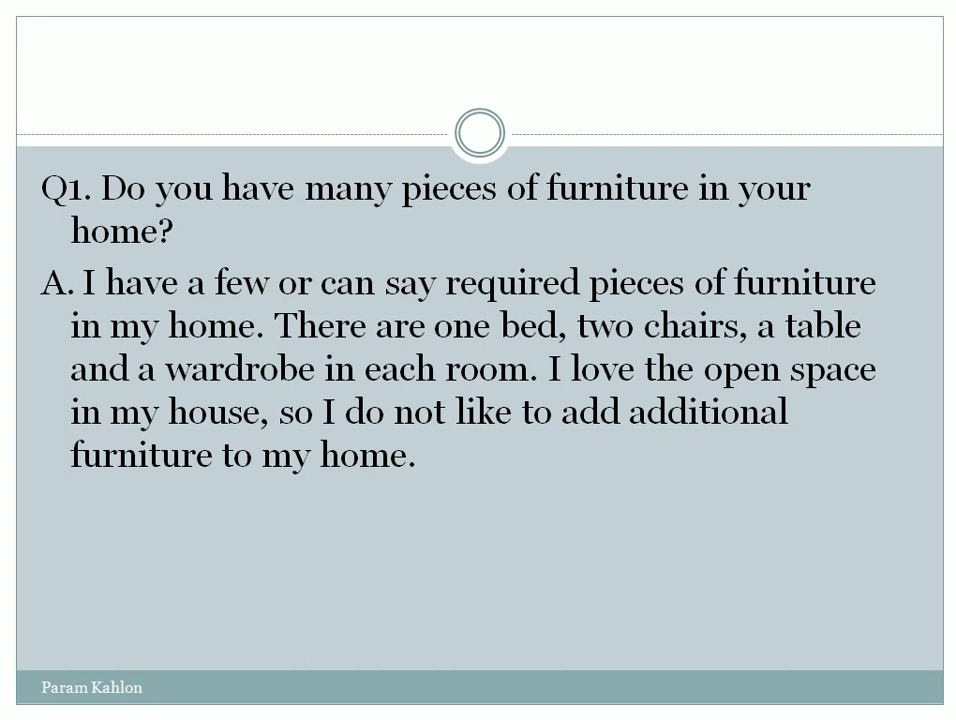 Q1. Do you have many pieces of furniture in your
home?
A. I have a few or can say required pieces of furniture
in my home. There are one bed, two chairs, a table
and a wardrobe in each room. I love the open space
in my house, so I do not like to add additional
furniture to my home.
Param Kahlon